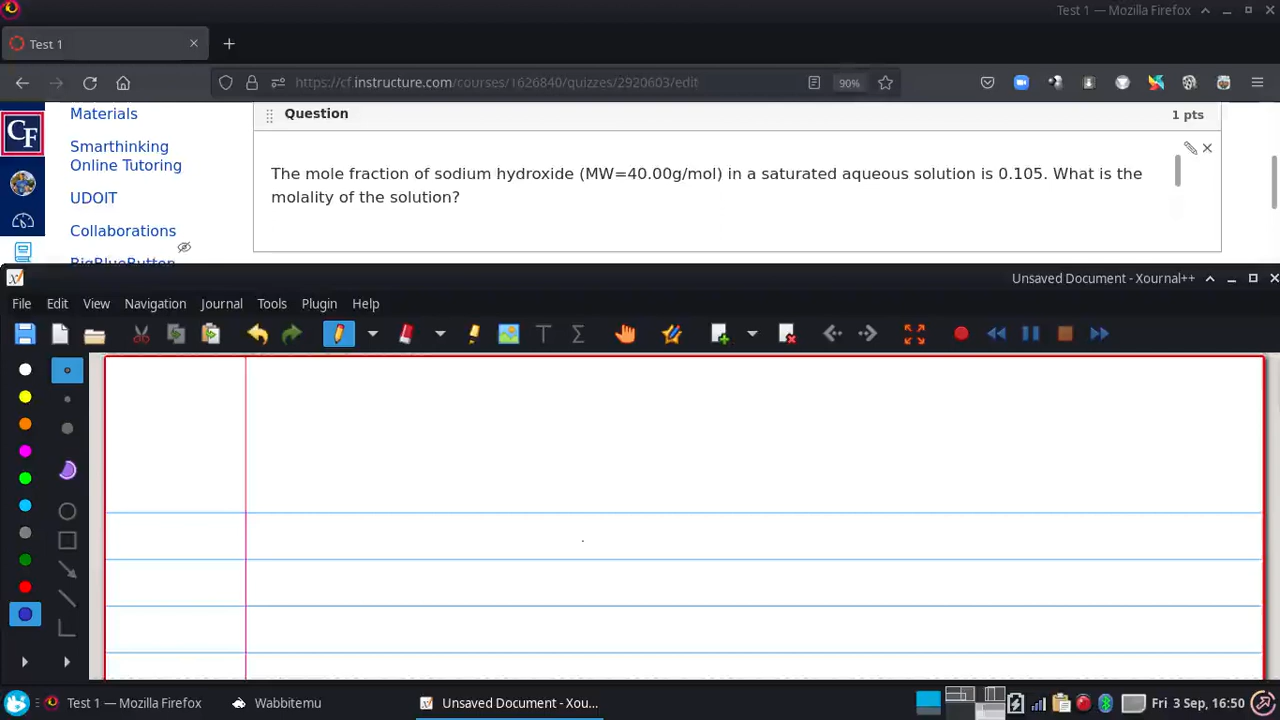 Test 1 — Mozilla Firefox
Test 1
https://cf.instructure.com/courses/1626840/quizzes/2920603/edit
90%
Materials
Smarthinking
Online Tutoring
UDOIT
Collaborations
BigBlueButton
CF
Question
1 pts
The mole fraction of sodium hydroxide (MW=40.00g/mol) in a saturated aqueous solution is 0.105. What is the
molality of the solution?
Unsaved Document - Xournal++
File Edit View Navigation Journal Tools Plugin Help
Test 1 — Mozilla Firefox
Wabbitemu
Unsaved Document - Xou...
Fri 3 Sep, 16:50